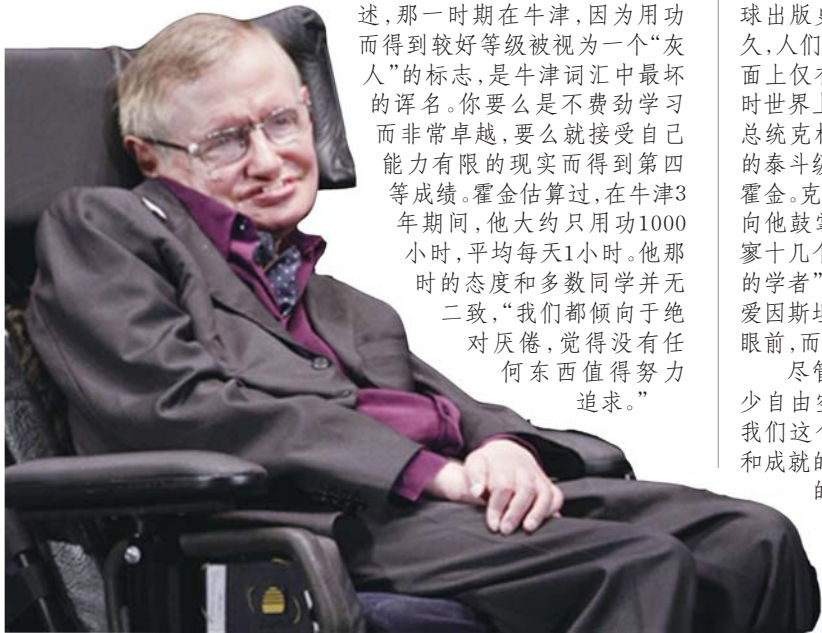 述，那一时期在牛津，因为用功
而得到较好等级被视为一个“灰
人”的标志，是牛津词汇中最坏
的诨名。你要么是不费劲学习
而非常卓越，要么就接受自己
能力有限的现实而得到第四
等成绩。霍金估算过，在牛津3
年期间，他大约只用功1000
小时，平均每天1小时。他那
时的态度和多数同学并无
二致，“我们都倾向于绝
对厌倦，觉得没有任
何东西值得努力
追求。”
球出版
久，人们
面上仅
时世界
总统克
的泰斗级
霍金。克
向他鼓
寥十几个
的学者”
爱因斯坦
眼前，而
尽管
少自由
我们这个
和成就的
的